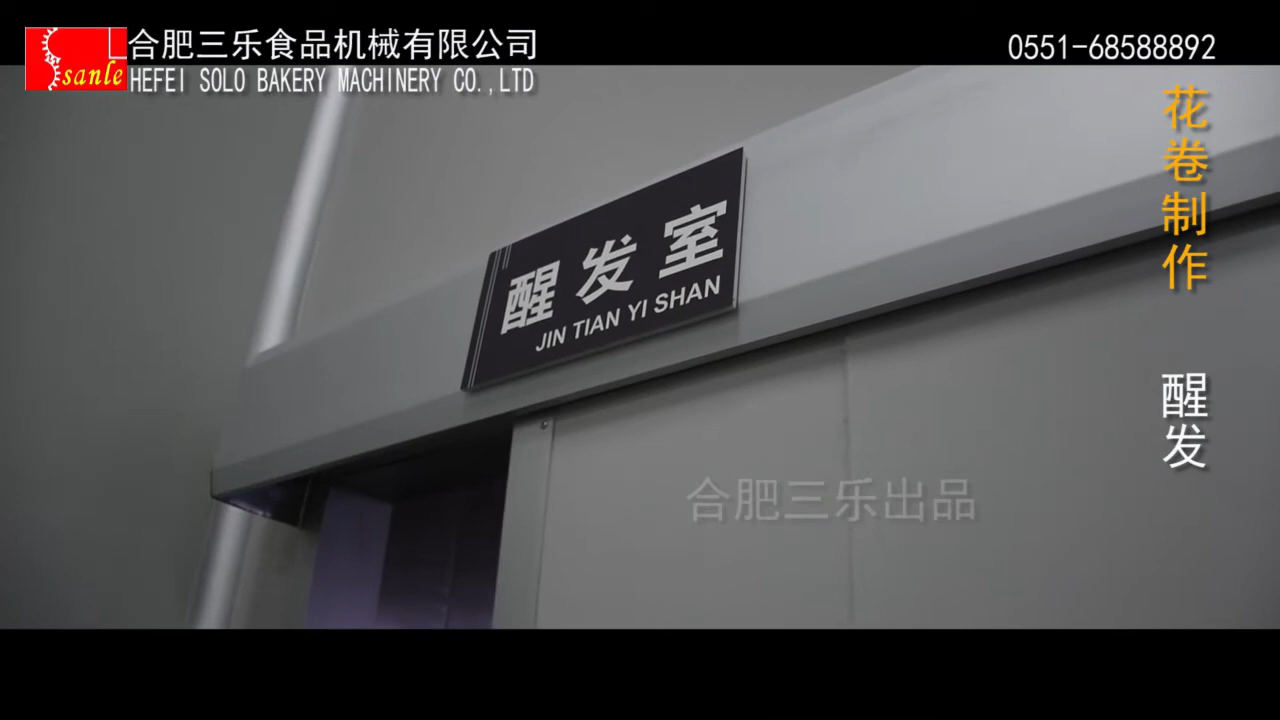 合肥三乐食品机械有限公司
0551-68588892
sanle
HEFEI SOLO BAKERY MACHINERY CO.,LTD
花卷制作
醒发
醒发室
JIN TIAN YI SHAN
合肥三乐出品